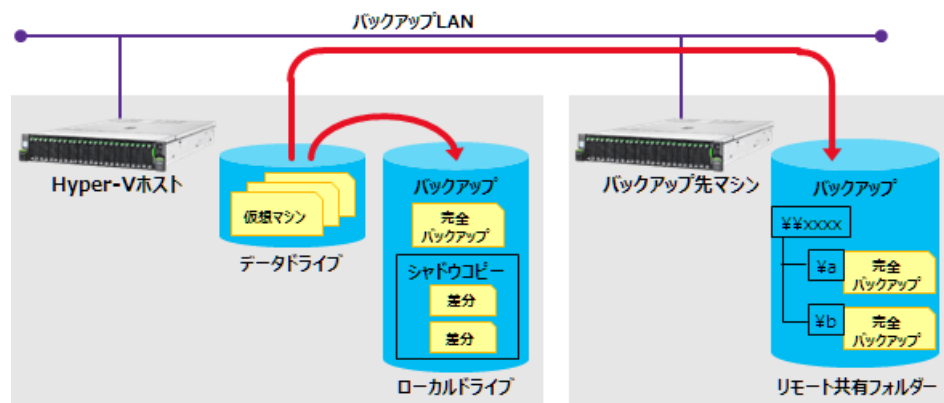 バックアップLAN
Hyper-Vホスト
仮想マシン
データドライブ
バックアップ
完全
バックアップ
シャドウコピー
差分
差分
ローカルドライブ
バックアップ先マシン
バックアップ
¥¥xxxx
¥a
完全
バックアップ
¥b
完全
バックアップ
リモート共有フォルダー